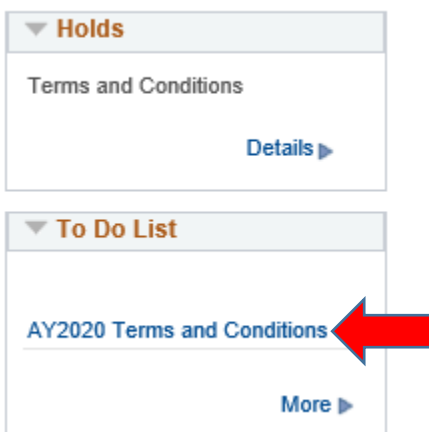 Holds
Terms and Conditions
Details
To Do List
AY2020 Terms and Conditions
More